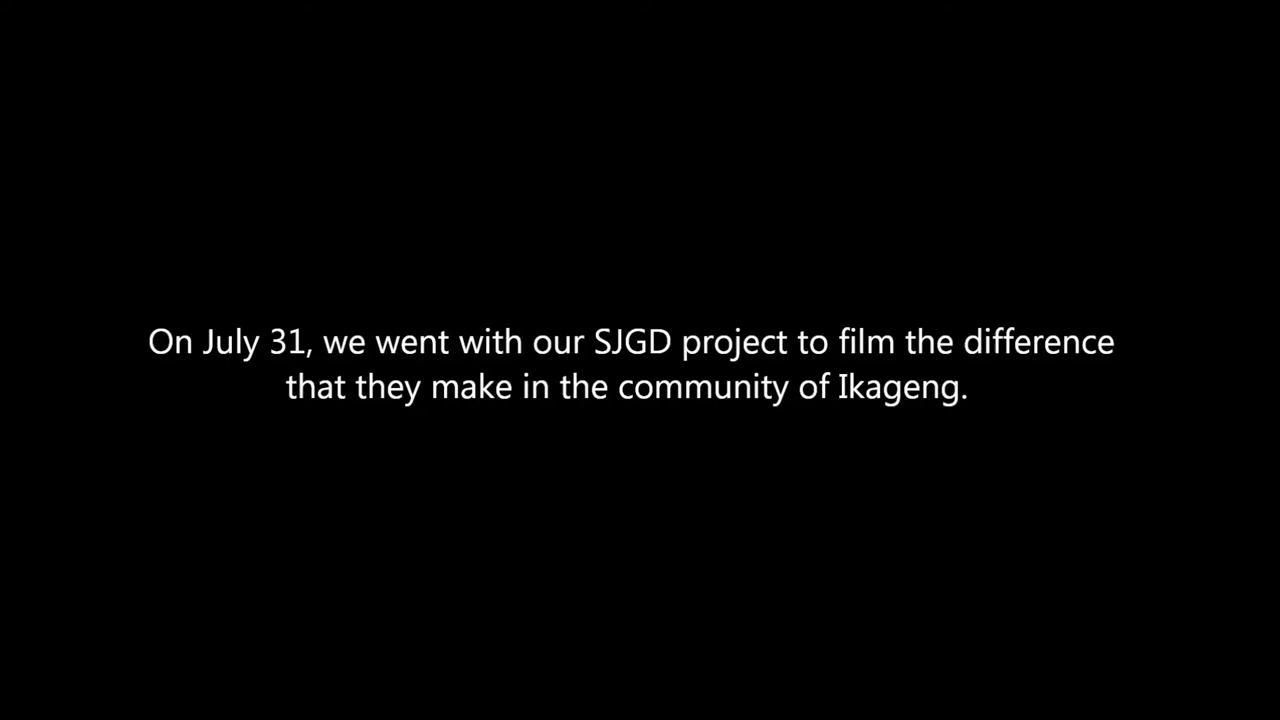 On July 31, we went with our SJGD project to film the difference
that they make in the community of Ikageng.